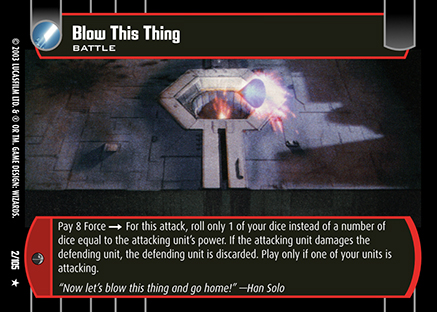 Blow This Thing
BATTLE
Pay 8 Force → For this attack, roll only 1 of your dice instead of a number of
dice equal to the attacking unit's power. If the attacking unit damages the
defending unit, the defending unit is discarded. Play only if one of your units is
attacking.
"Now let's blow this thing and go home!" —Han Solo
© 2003 LUCASFILM LTD. & ® OR TM. GAME DESIGN: WIZARDS.
2/105 ★